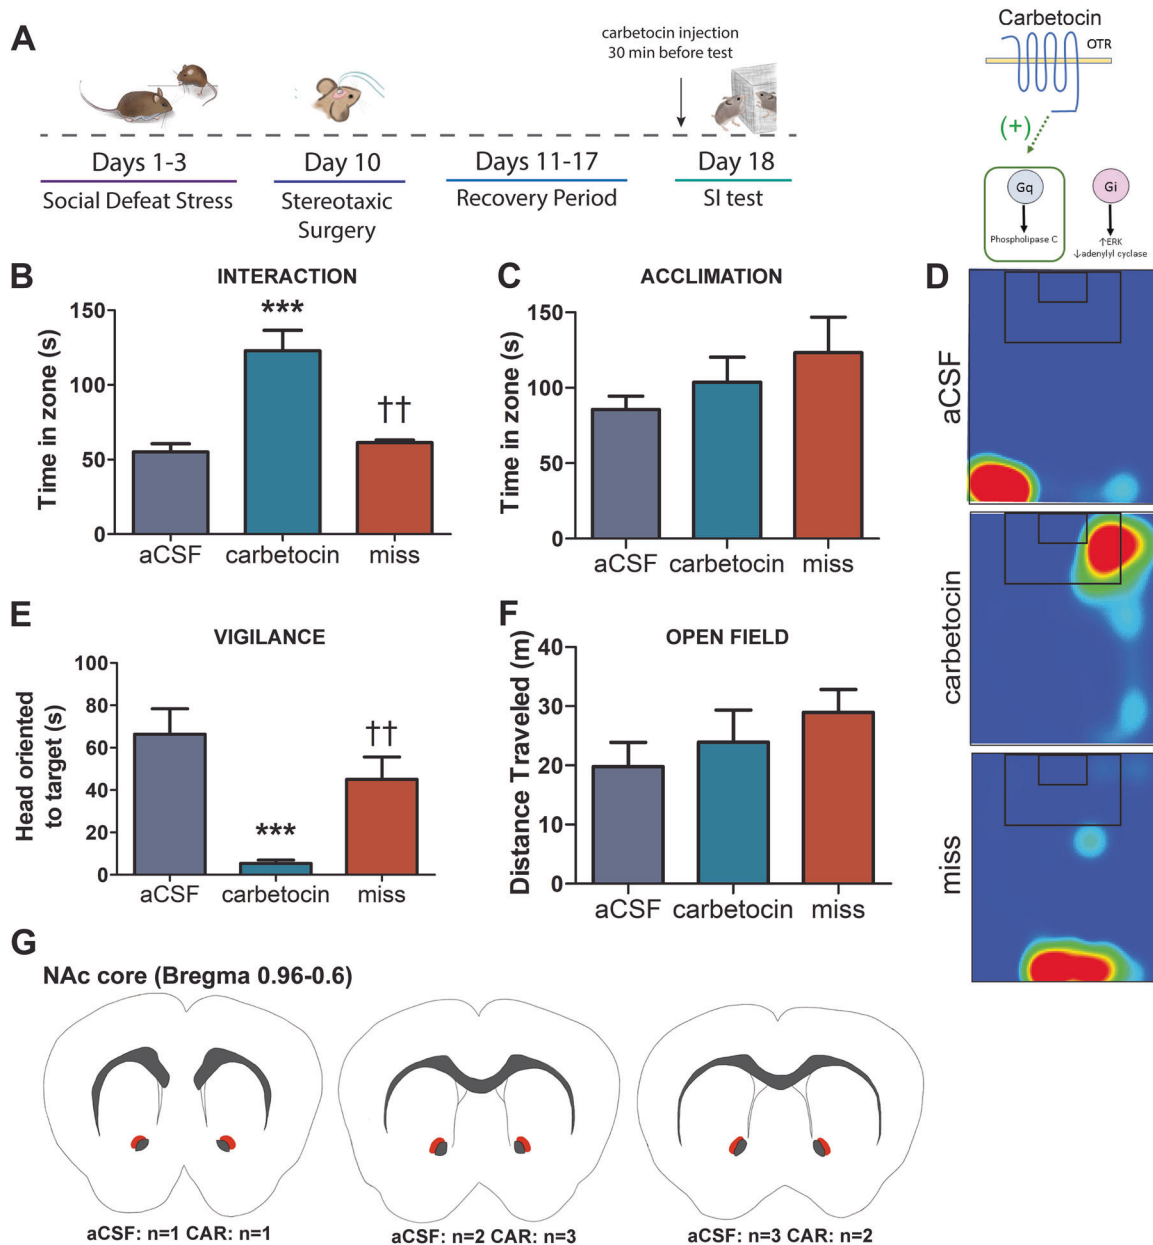 A
carbetocin injection
30 min before test
Days 1-3
Social Defeat Stress
Day 10
Stereotaxic
Surgery
Days 11-17
Recovery Period
Day 18
SI test
Carbetocin
OTR
(+)
Gq
Phospholipase C
Gi
↑ERK
↓adenylyl cyclase
B
INTERACTION
Time in zone (s)
150
100
50
0
***
††
aCSF
carbetocin
miss
C
ACCLIMATION
Time in zone (s)
150
100
50
0
aCSF
carbetocin
miss
D
aCSF
carbetocin
miss
E
VIGILANCE
Head oriented
to target (s)
100
80
60
40
20
0
***
††
aCSF
carbetocin
miss
F
OPEN FIELD
Distance Traveled (m)
40
30
20
10
0
aCSF
carbetocin
miss
G
NAc core (Bregma 0.96-0.6)
aCSF: n=1 CAR: n=1
aCSF: n=2 CAR: n=3
aCSF: n=3 CAR: n=2